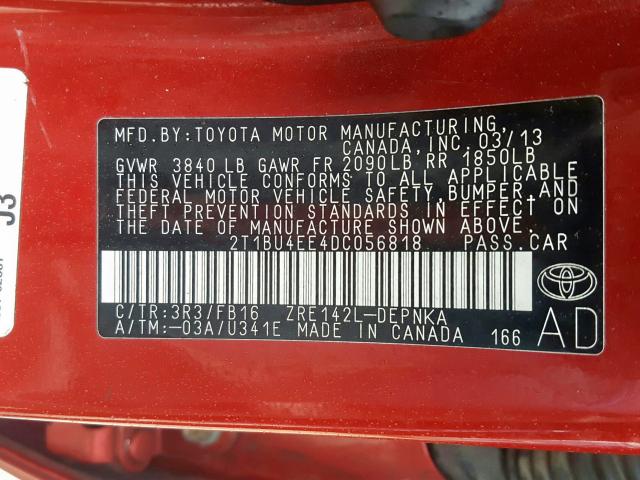 MFD.BY:TOYOTA MOTOR MANUFACTURING,
CANADA, INC. 03/13
GVWR 3840LB GAWR FR 2090LB RR 1850LB
THIS VEHICLE CONFORMS TO ALL APPLICABLE
FEDERAL MOTOR VEHICLE SAFETY, BUMPER, AND
THEFT PREVENTION STANDARDS IN EFFECT ON
THE DATE OF MANUFACTURE SHOWN ABOVE.
2T1BU4EE4DC056818 PASS.CAR
C/TR:3R3/FB16 ZRE142L-DEPNKA
A/TM:-03A/U341E MADE IN CANADA 166
AD
J3